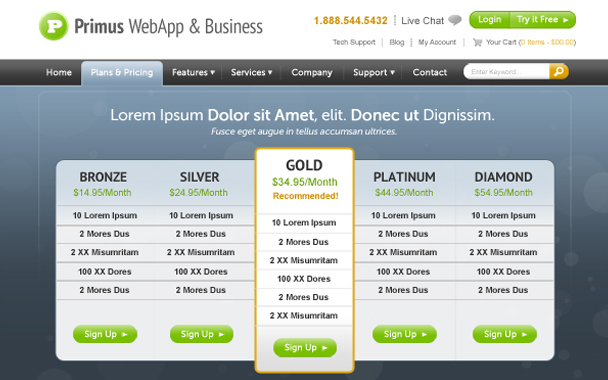 P Primus WebApp & Business
1.888.544.5432 | Live Chat
Login Try it Free ►
Tech Support | Blog | My Account | Your Cart (0 Items - $00.00)
Home Plans & Pricing Features ▾ Services ▾ Company Support ▾ Contact
Enter Keyword...
Lorem Ipsum Dolor sit Amet, elit. Donec ut Dignissim.
Fusce eget augue in tellus accumsan ultrices.
BRONZE
$14.95/Month
10 Lorem Ipsum
2 Mores Dus
2 XX Misumritam
100 XX Dores
2 Mores Dus
Sign Up ►
SILVER
$24.95/Month
10 Lorem Ipsum
2 Mores Dus
2 XX Misumritam
100 XX Dores
2 Mores Dus
Sign Up ►
GOLD
$34.95/Month
Recommended!
10 Lorem Ipsum
2 Mores Dus
2 XX Misumritam
100 XX Dores
2 Mores Dus
2 XX Misumritam
Sign Up ►
PLATINUM
$44.95/Month
10 Lorem Ipsum
2 Mores Dus
2 XX Misumritam
100 XX Dores
2 Mores Dus
Sign Up ►
DIAMOND
$54.95/Month
10 Lorem Ipsum
2 Mores Dus
2 XX Misumritam
100 XX Dores
2 Mores Dus
Sign Up ►